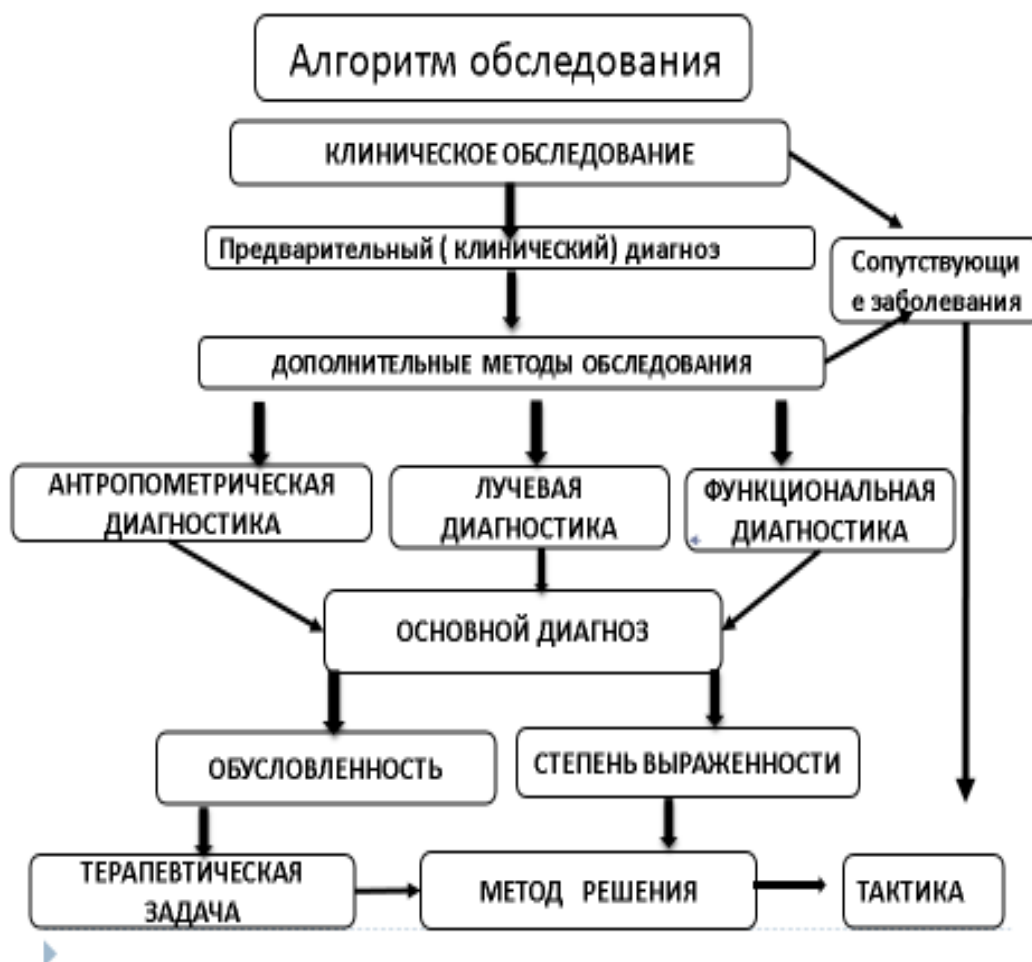 Алгоритм обследования
КЛИНИЧЕСКОЕ ОБСЛЕДОВАНИЕ
Предварительный ( КЛИНИЧЕСКИЙ) диагноз
Сопутствующи
е заболевания
ДОПОЛНИТЕЛЬНЫЕ МЕТОДЫ ОБСЛЕДОВАНИЯ
АНТРОПОМЕТРИЧЕСКАЯ
ДИАГНОСТИКА
ЛУЧЕВАЯ
ДИАГНОСТИКА
ФУНКЦИОНАЛЬНАЯ
ДИАГНОСТИКА
ОСНОВНОЙ ДИАГНОЗ
ОБУСЛОВЛЕННОСТЬ
СТЕПЕНЬ ВЫРАЖЕННОСТИ
ТЕРАПЕВТИЧЕСКАЯ
ЗАДАЧА
МЕТОД РЕШЕНИЯ
ТАКТИКА